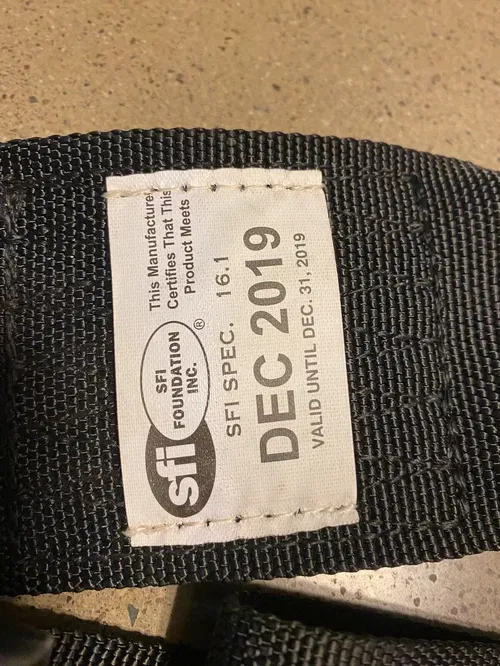 This Manufacturer
Certifies That This
Product Meets
sfi
SFI
FOUNDATION
INC.
®
SFI SPEC. 16.1
DEC 2019
VALID UNTIL DEC. 31, 2019